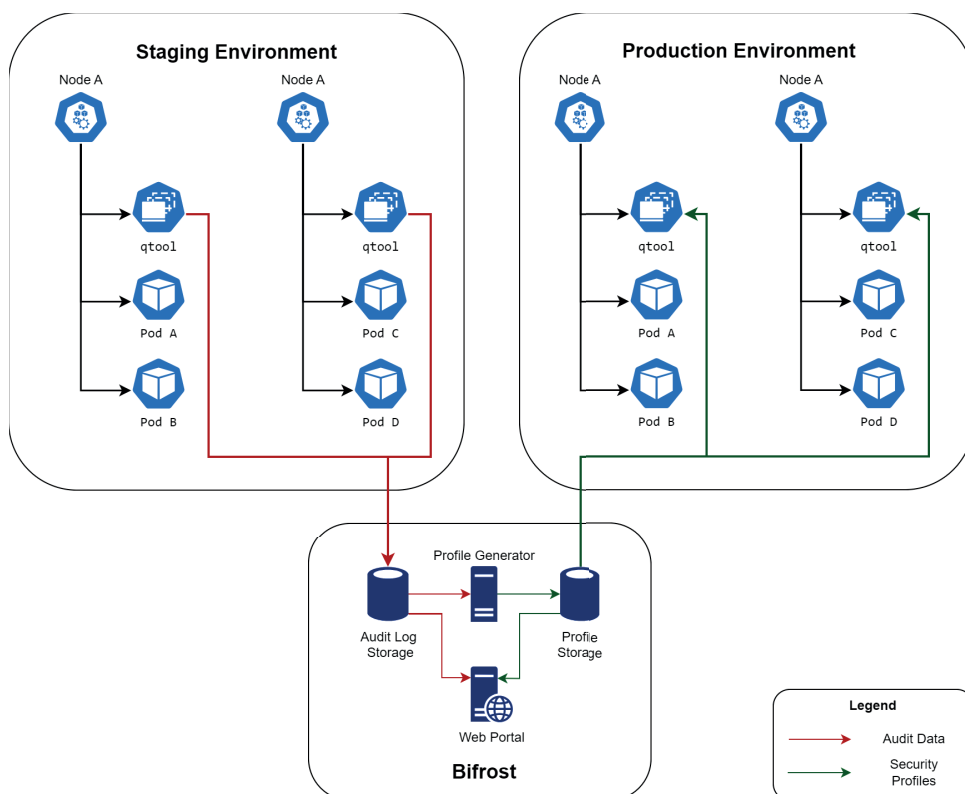 Staging Environment
Node A
Node A
qtool
qtool
Pod A
Pod C
Pod B
Pod D
Production Environment
Node A
Node A
qtool
qtool
Pod A
Pod C
Pod B
Pod D
Profile Generator
Audit Log
Storage
Profile
Storage
Web Portal
Bifrost
Legend
Audit Data
Security
Profiles